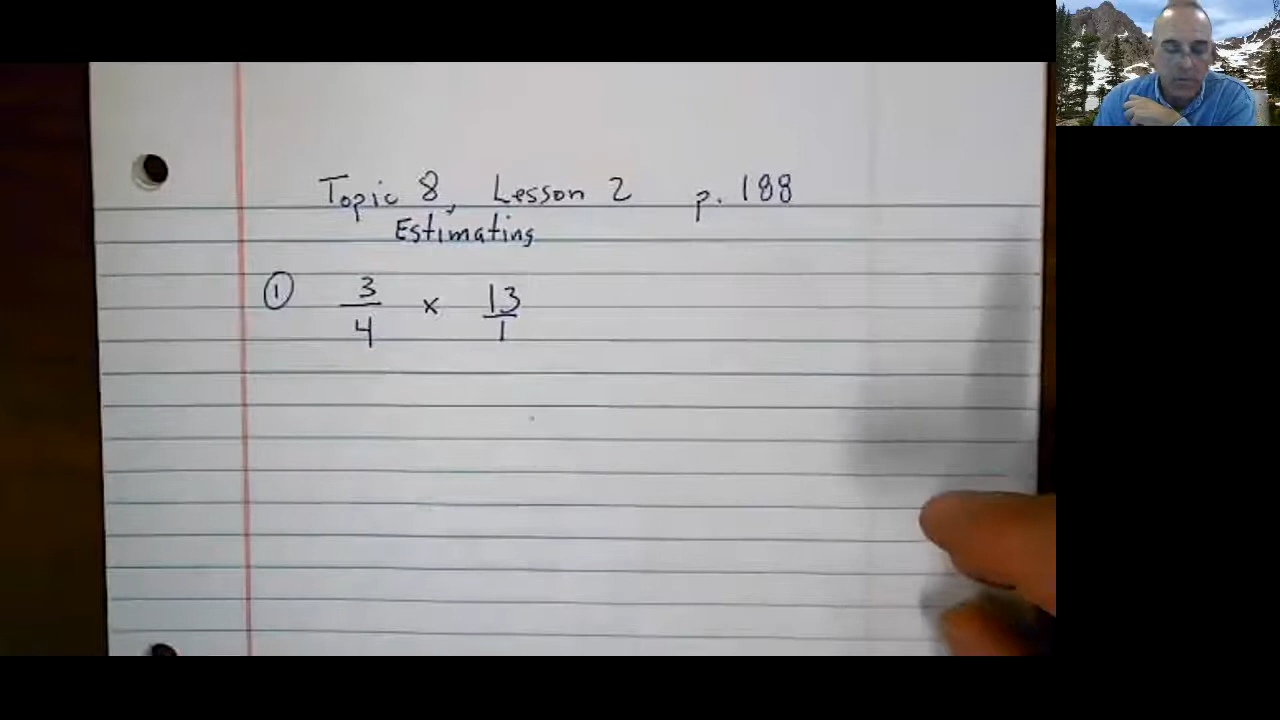 Topic 8, Lesson 2 p. 188
Estimating
① 3/4 x 13/1